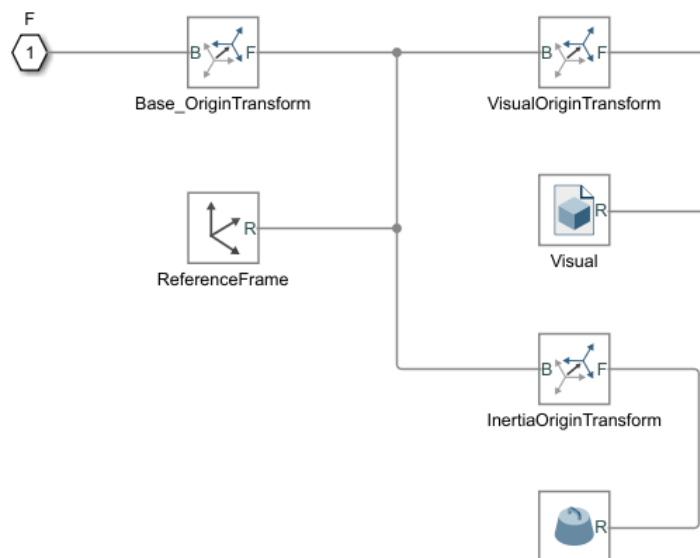 F
1
B F
Base_OriginTransform
B F
VisualOriginTransform
R
ReferenceFrame
R
Visual
B F
InertiaOriginTransform
R